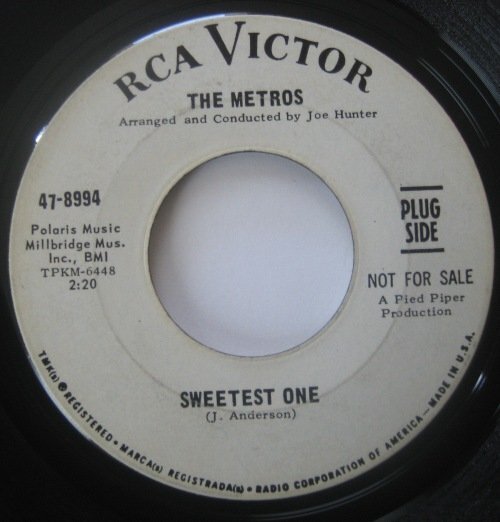 RCA VICTOR
THE METROS
Arranged and Conducted by Joe Hunter
47-8994
Polaris Music
Millbridge Mus.
Inc., BMI
TPKM-6448
2:20
PLUG
SIDE
NOT FOR SALE
A Pied Piper
Production
SWEETEST ONE
(J. Anderson)
TMK(s) ® REGISTERED • MARCA(s) REGISTRADA(s) • RADIO CORPORATION OF AMERICA—MADE IN U.S.A.